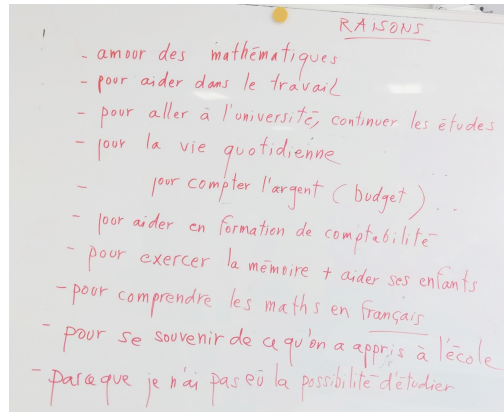 RAISONS
- amour des mathématiques
- pour aider dans le travail
- pour aller à l'université, continuer les études
- pour la vie quotidienne
- pour compter l'argent (budget)...
- pour aider en formation de comptabilité
- pour exercer la mémoire + aider ses enfants
- pour comprendre les maths en français
- pour se souvenir de ce qu'on a appris à l'école
- parce que je n'ai pas eu la possibilité d'étudier